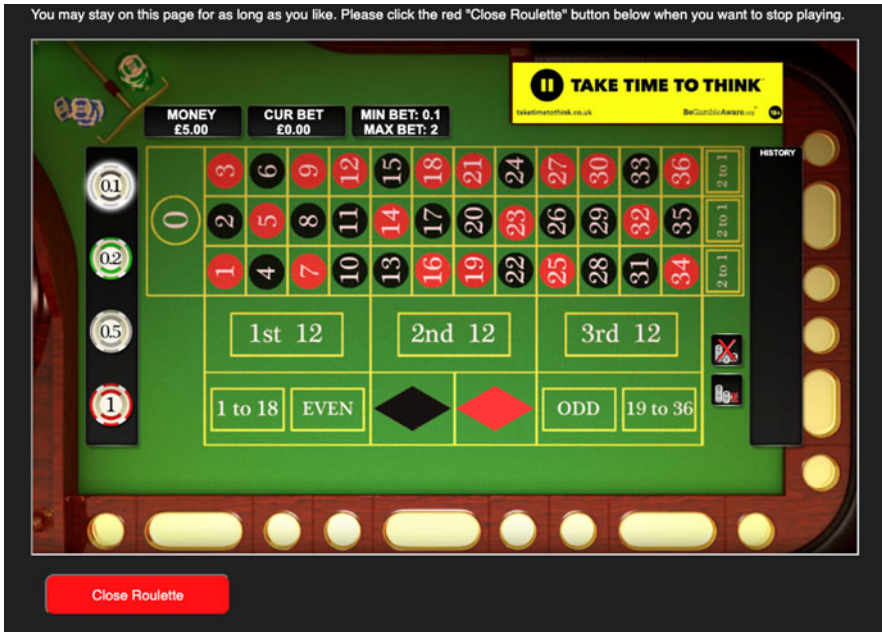 You may stay on this page for as long as you like. Please click the red "Close Roulette" button below when you want to stop playing.
TAKE TIME TO THINK
taketimetothink.co.uk
BeGambleAware.org
18+
MONEY
£5.00
CUR BET
£0.00
MIN BET: 0.1
MAX BET: 2
HISTORY
0.1
0.2
0.5
1
0
3 6 9 12 15 18 21 24 27 30 33 36 2 to 1
2 5 8 11 14 17 20 23 26 29 32 35 2 to 1
1 4 7 10 13 16 19 22 25 28 31 34 2 to 1
1st 12 2nd 12 3rd 12
1 to 18 EVEN ODD 19 to 36
Close Roulette